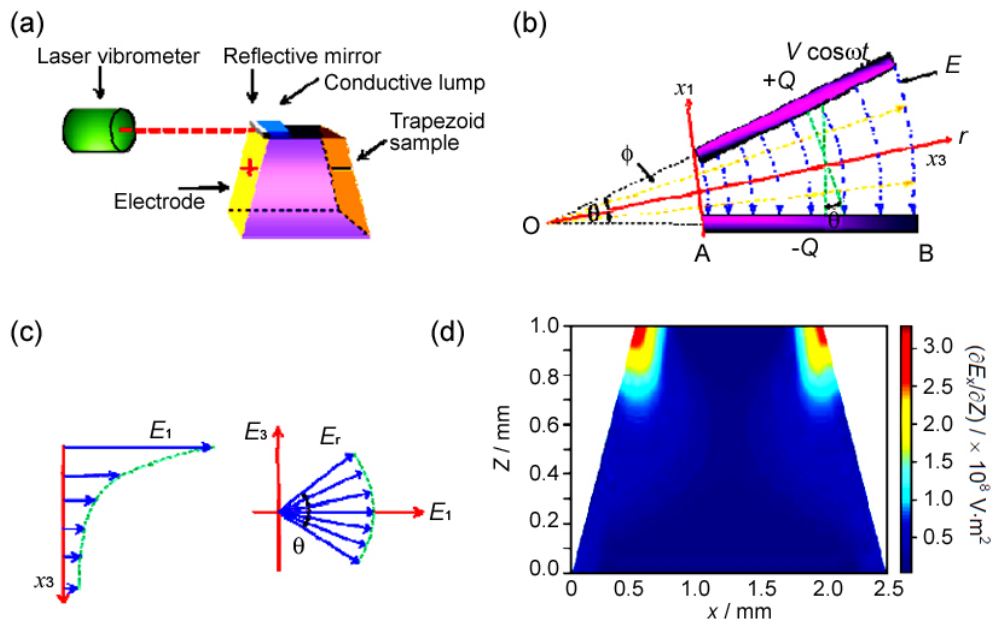 (a)
Laser vibrometer
Reflective mirror
Conductive lump
Trapezoid
sample
+
−
Electrode
(b)
V cosωt
+Q
E
x1
ϕ
r
x3
θ
O
θ
A
-Q
B
(c)
E1
x3
E3
Er
E1
θ
(d)
1.0
0.8
0.6
0.4
0.2
0.0
Z / mm
0
0.5
1.0
1.5
2.0
2.5
x / mm
3.0
2.5
2.0
1.5
1.0
0.5
(∂Ex/∂Z) / × 10⁸ V·m²